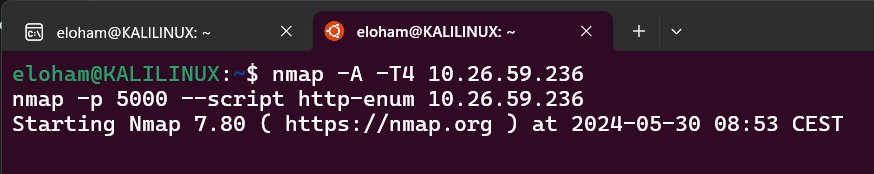 eloham@KALILINUX: ~
eloham@KALILINUX: ~
eloham@KALILINUX:~$ nmap -A -T4 10.26.59.236
nmap -p 5000 --script http-enum 10.26.59.236
Starting Nmap 7.80 ( https://nmap.org ) at 2024-05-30 08:53 CEST